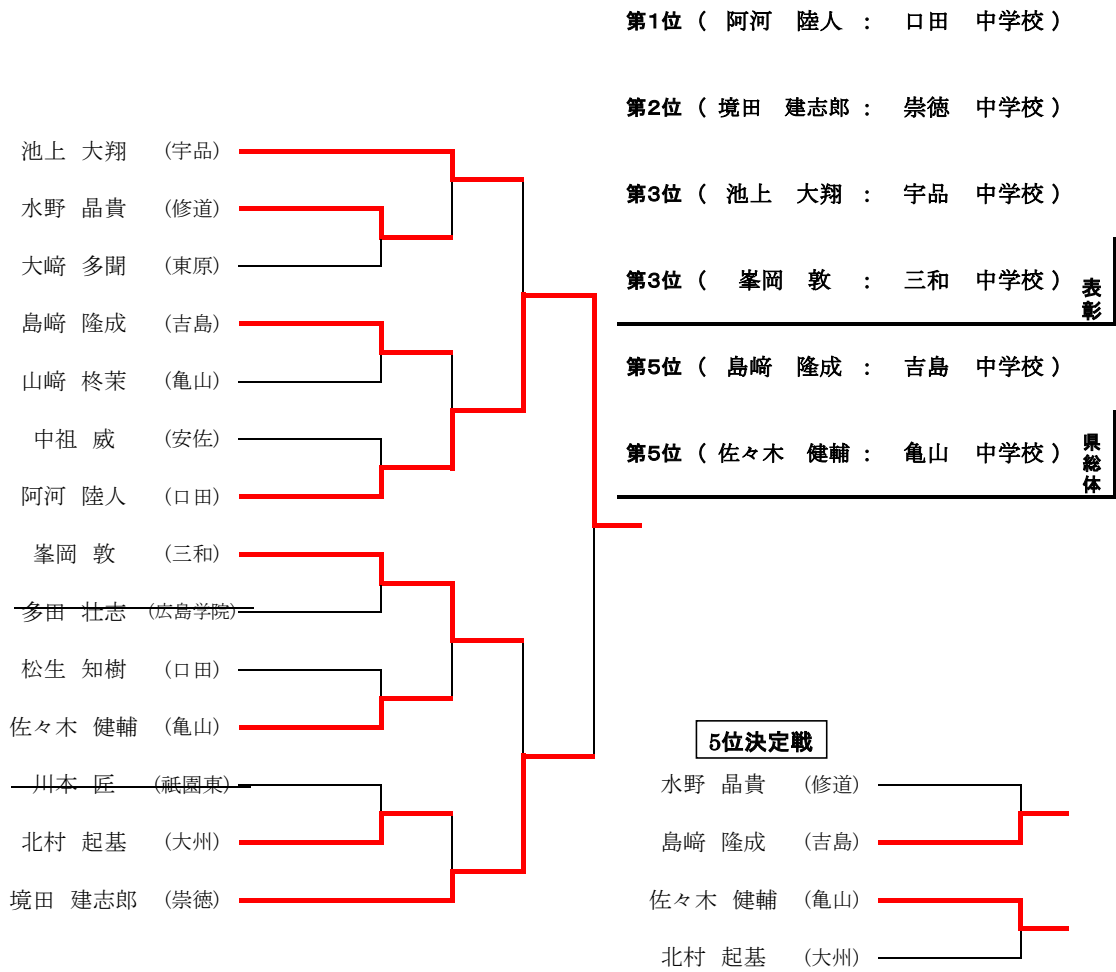 第1位 （ 阿河 陸人 ： 口田 中学校 ）
第2位 （ 境田 建志郎 ： 崇徳 中学校 ）
第3位 （ 池上 大翔 ： 宇品 中学校 ）
第3位 （ 峯岡 敦 ： 三和 中学校 ）
表彰
第5位 （ 島﨑 隆成 ： 吉島 中学校 ）
第5位 （ 佐々木 健輔 ： 亀山 中学校 ）
県総体
池上 大翔 (宇品)
水野 晶貴 (修道)
大﨑 多聞 (東原)
島﨑 隆成 (吉島)
山﨑 柊茉 (亀山)
中祖 威 (安佐)
阿河 陸人 (口田)
峯岡 敦 (三和)
多田 壮志 (広島学院)
松生 知樹 (口田)
佐々木 健輔 (亀山)
川本 匠 (祇園東)
北村 起基 (大州)
境田 建志郎 (崇徳)
5位決定戦
水野 晶貴 (修道)
島﨑 隆成 (吉島)
佐々木 健輔 (亀山)
北村 起基 (大州)